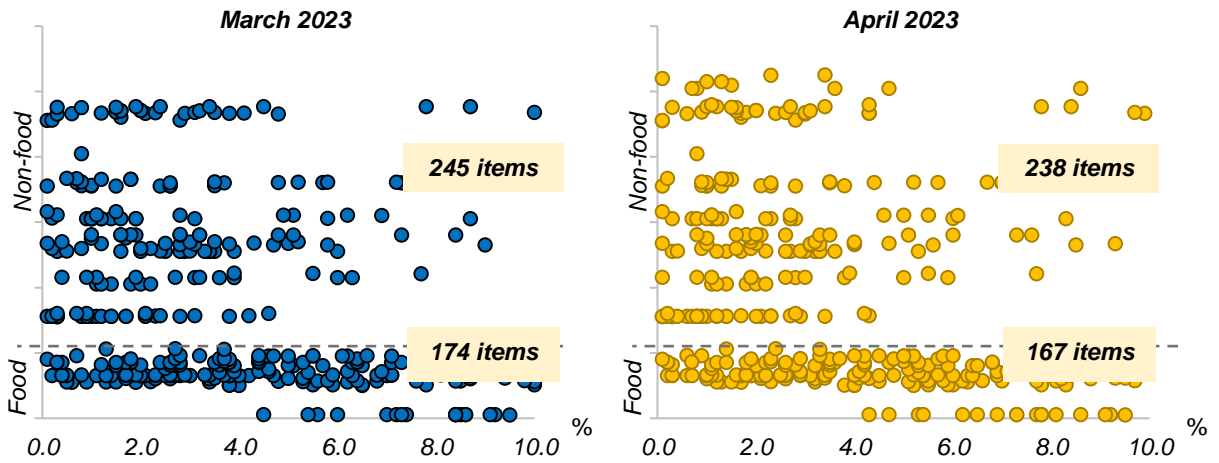 March 2023
Non-food
245 items
174 items
Food
0.0 2.0 4.0 6.0 8.0 10.0
%
April 2023
Non-food
238 items
167 items
Food
0.0 2.0 4.0 6.0 8.0 10.0
%